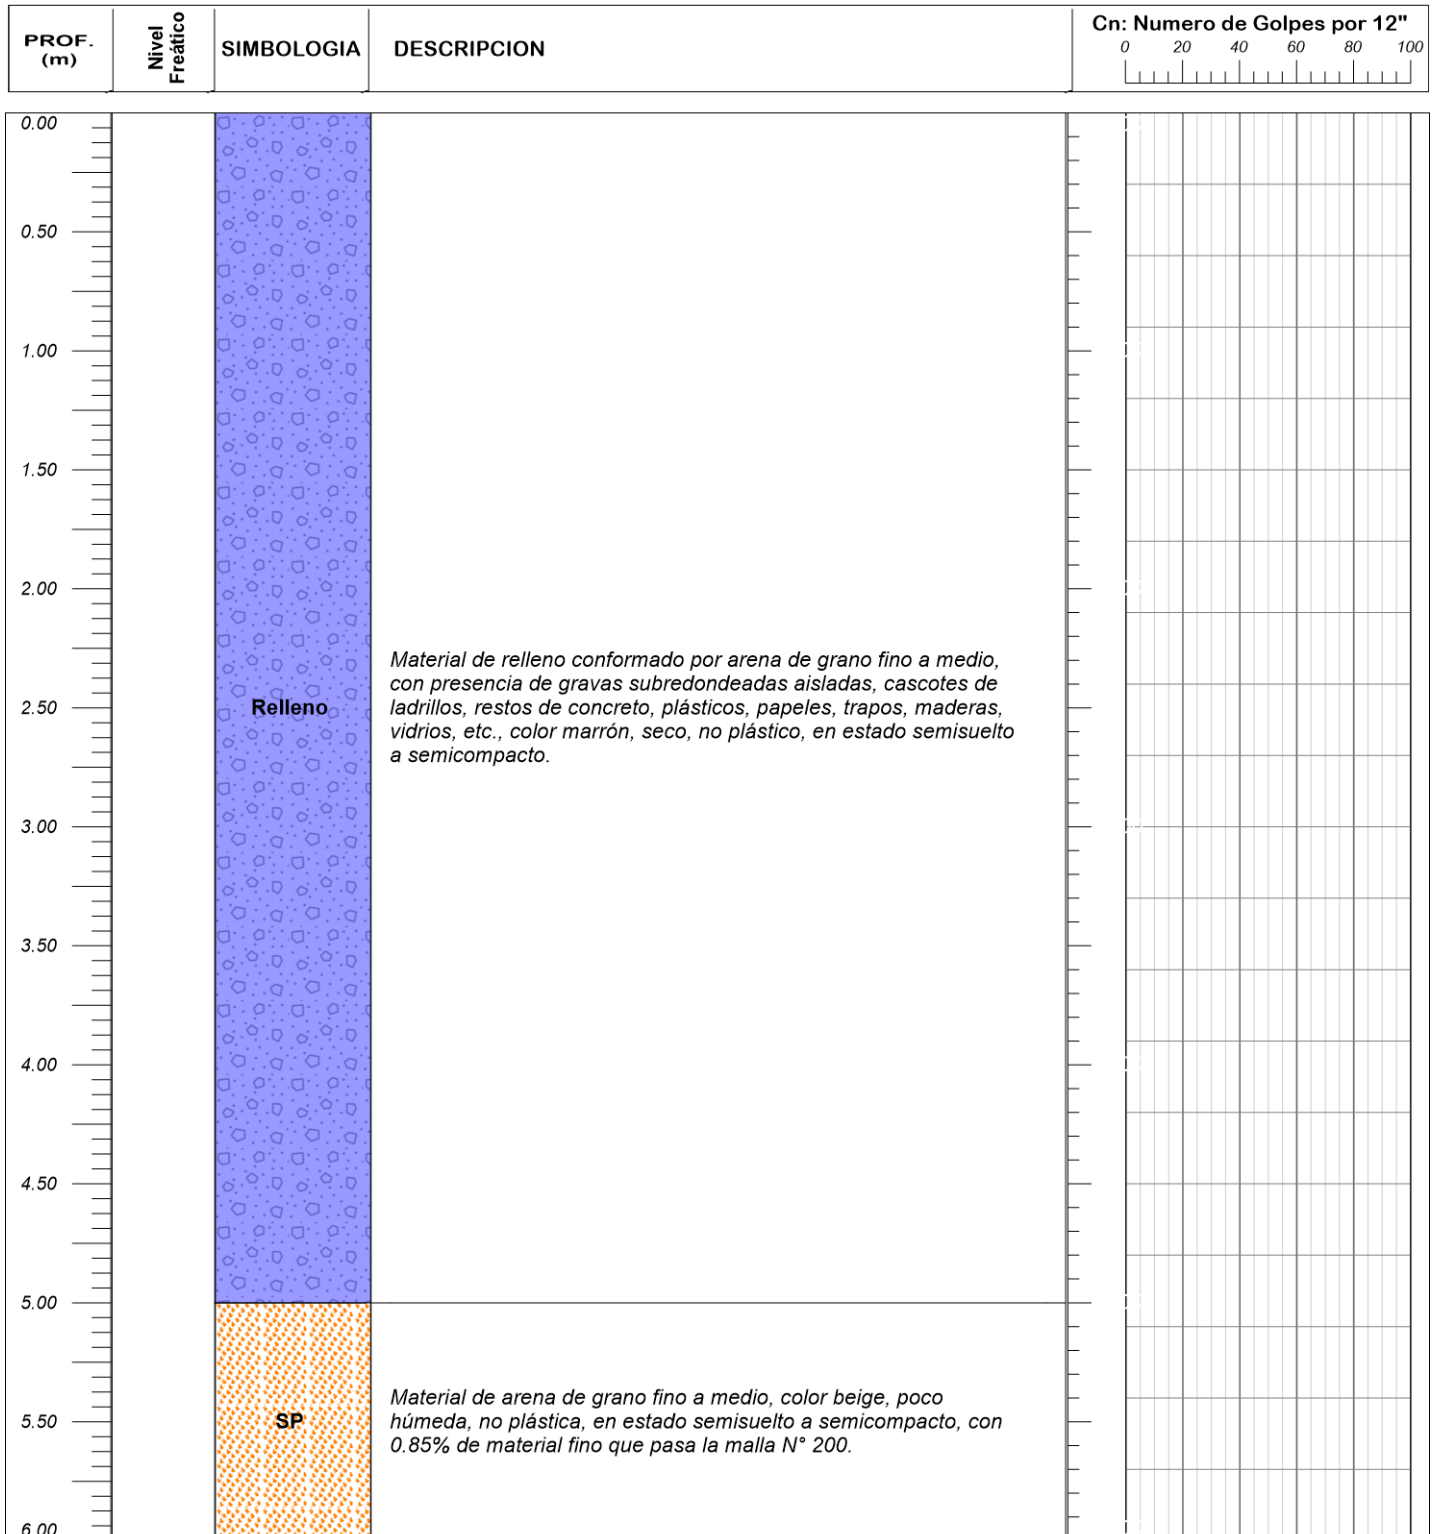 PROF.
(m)
Nivel
Freático
SIMBOLOGIA
DESCRIPCION
Cn: Numero de Golpes por 12"
0 20 40 60 80 100
0.00
0.50
1.00
1.50
2.00
2.50
3.00
3.50
4.00
4.50
5.00
5.50
6.00
Relleno
Material de relleno conformado por arena de grano fino a medio,
con presencia de gravas subredondeadas aisladas, cascotes de
ladrillos, restos de concreto, plásticos, papeles, trapos, maderas,
vidrios, etc., color marrón, seco, no plástico, en estado semisuelto
a semicompacto.
SP
Material de arena de grano fino a medio, color beige, poco
húmeda, no plástica, en estado semisuelto a semicompacto, con
0.85% de material fino que pasa la malla N° 200.